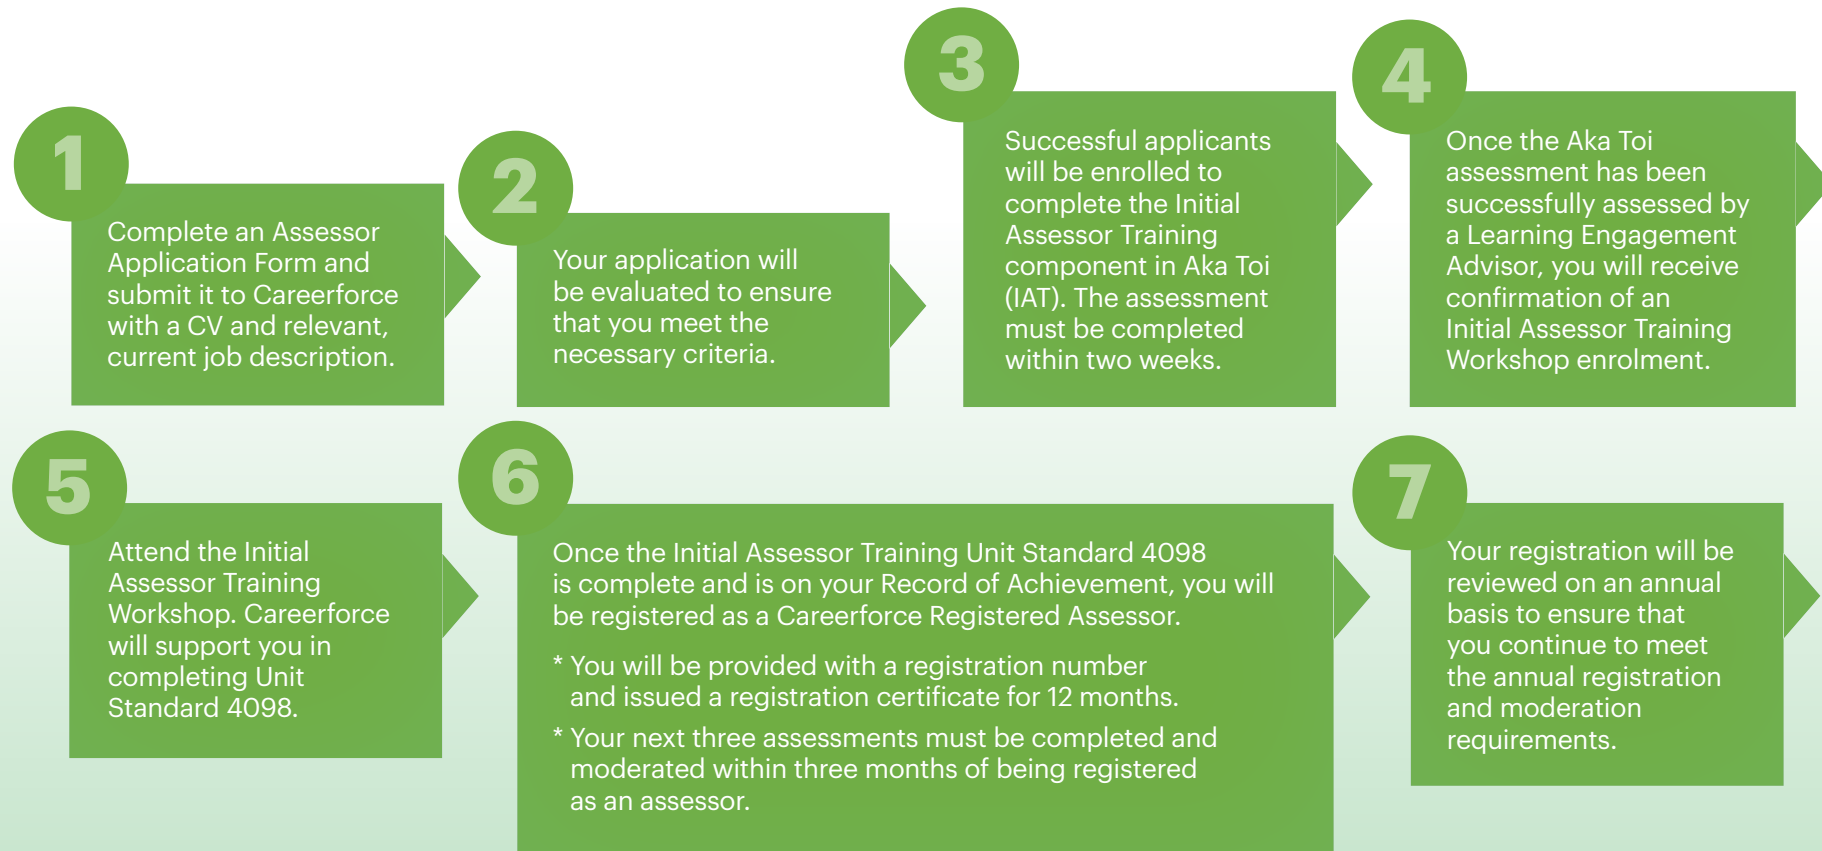 1
Complete an Assessor
Application Form and
submit it to Careerforce
with a CV and relevant,
current job description.
2
Your application will
be evaluated to ensure
that you meet the
necessary criteria.
3
Successful applicants
will be enrolled to
complete the Initial
Assessor Training
component in Aka Toi
(IAT). The assessment
must be completed
within two weeks.
4
Once the Aka Toi
assessment has been
successfully assessed by
a Learning Engagement
Advisor, you will receive
confirmation of an
Initial Assessor Training
Workshop enrolment.
5
Attend the Initial
Assessor Training
Workshop. Careerforce
will support you in
completing Unit
Standard 4098.
6
Once the Initial Assessor Training Unit Standard 4098
is complete and is on your Record of Achievement, you will
be registered as a Careerforce Registered Assessor.
* You will be provided with a registration number
and issued a registration certificate for 12 months.
* Your next three assessments must be completed and
moderated within three months of being registered
as an assessor.
7
Your registration will be
reviewed on an annual
basis to ensure that
you continue to meet
the annual registration
and moderation
requirements.